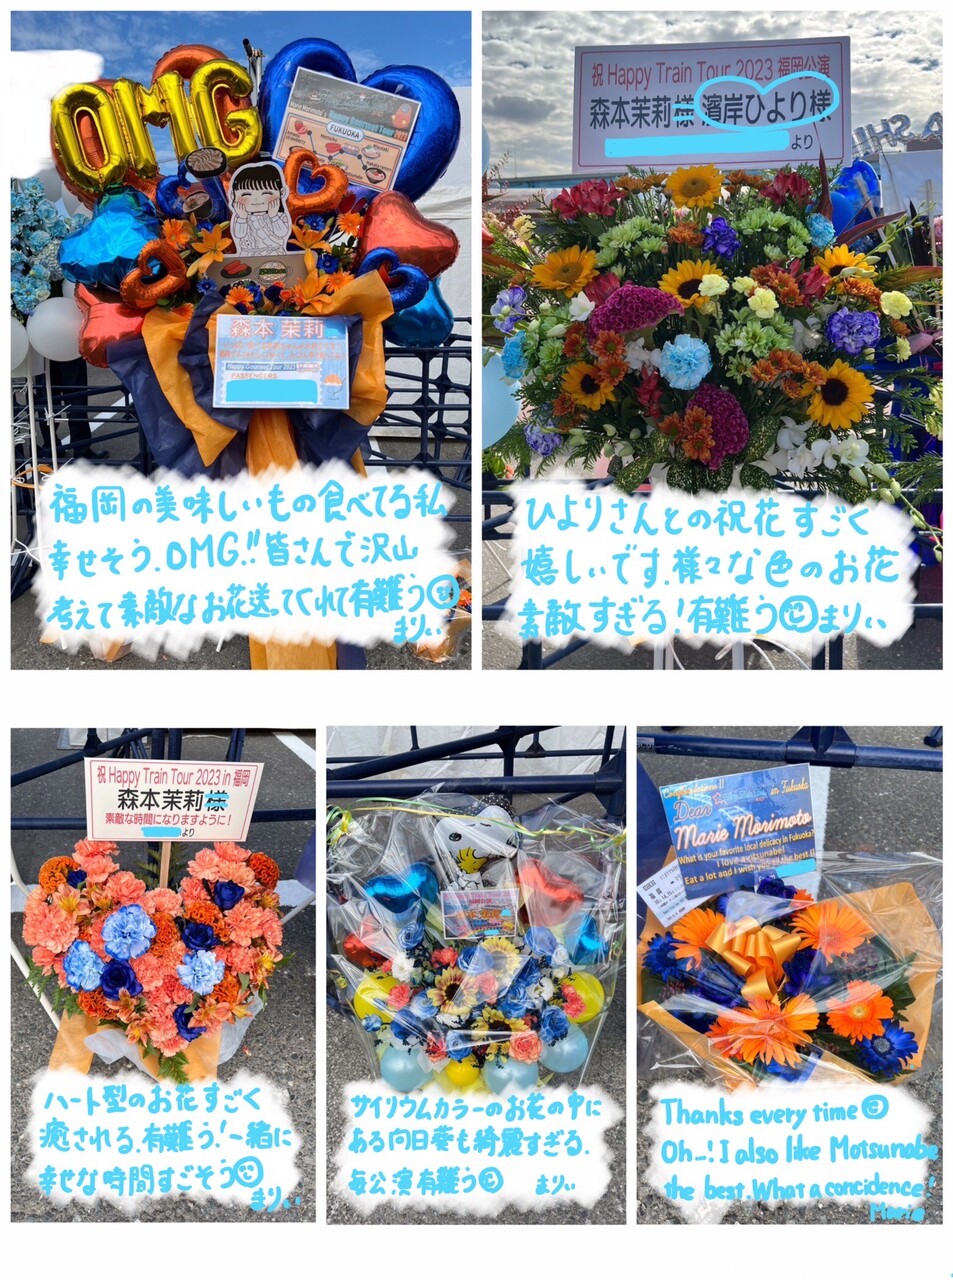 OMG
FUKUOKA
森本 茉莉
Happy Gourmet Tour 2023
PASSENGERS
福岡の美味しいもの食べてる私
幸せそう.OMG!!皆さんで沢山
考えて素敵なお花送ってくれて有難う
まりぃ
祝 Happy Train Tour 2023 福岡公演
森本茉莉様 濱岸ひより様
より
ひよりさんとの祝花すごく
嬉しいです.様々な色のお花
素敵すぎる!有難う まりぃ
祝 Happy Train Tour 2023 in 福岡
森本茉莉様
素敵な時間になりますように!
より
ハート型のお花すごく
癒される.有難う!一緒に
幸せな時間すごそう
まりぃ
サイリウムカラーのお花の中に
ある向日葵も綺麗すぎる.
毎公演有難う まりぃ
Congratulations!!
in Fukuoka
Dear
Marie Morimoto
What is your favorite local delicacy in Fukuoka?
I love motsunabe!
Eat a lot and I wish you all the best!!
Thanks every time
Oh-! I also like Motsunabe
the best. What a concidence!
Marie